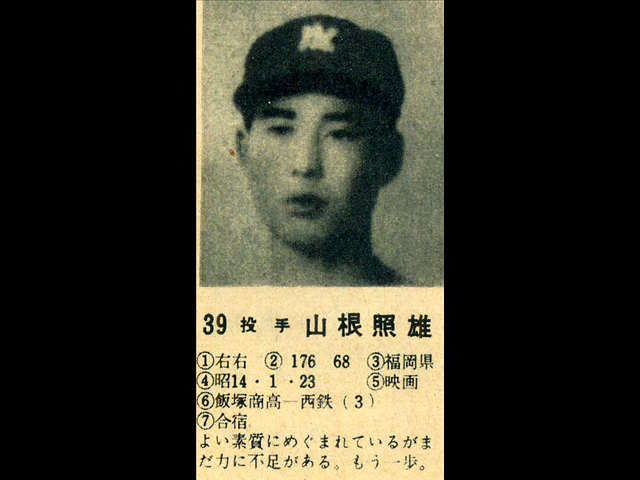 NK
39 投手 山根照雄
①右右 ② 176 68 ③福岡県
④昭14・1・23 ⑤映画
⑥飯塚商高―西鉄(3)
⑦合宿
よい素質にめぐまれているがま
だ力に不足がある。もう一歩。